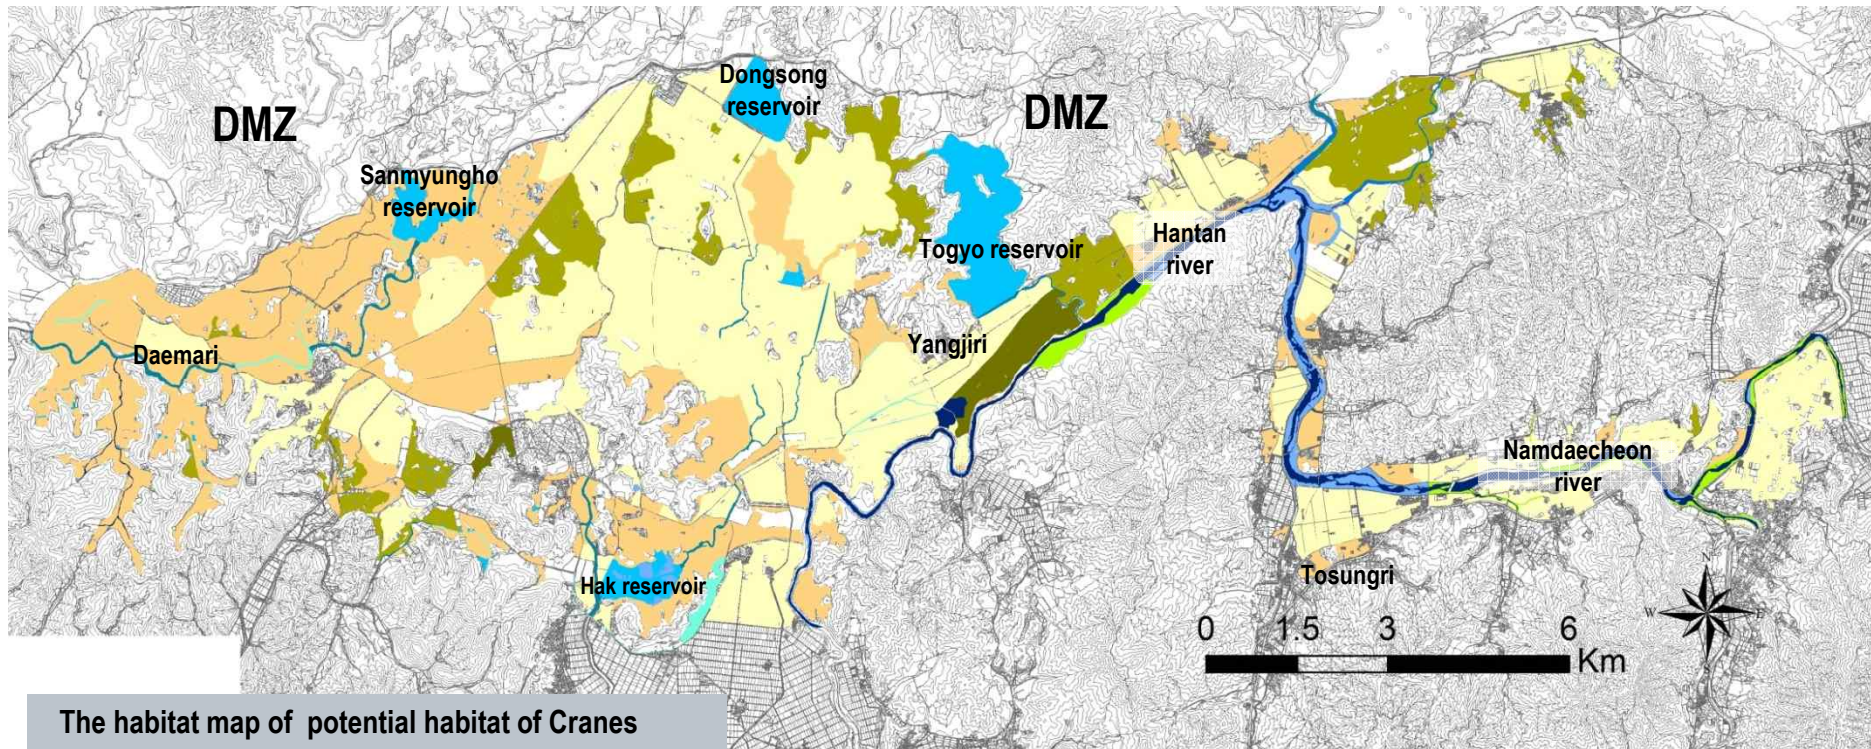 Dongsong
reservoir
DMZ
DMZ
Sanmyungho
reservoir
Togyo reservoir
Hantan
river
Yangjiri
Daemari
Namdaecheon
river
Hak reservoir
Tosungri
N
W
E
0 1.5 3 6
Km
The habitat map of potential habitat of Cranes